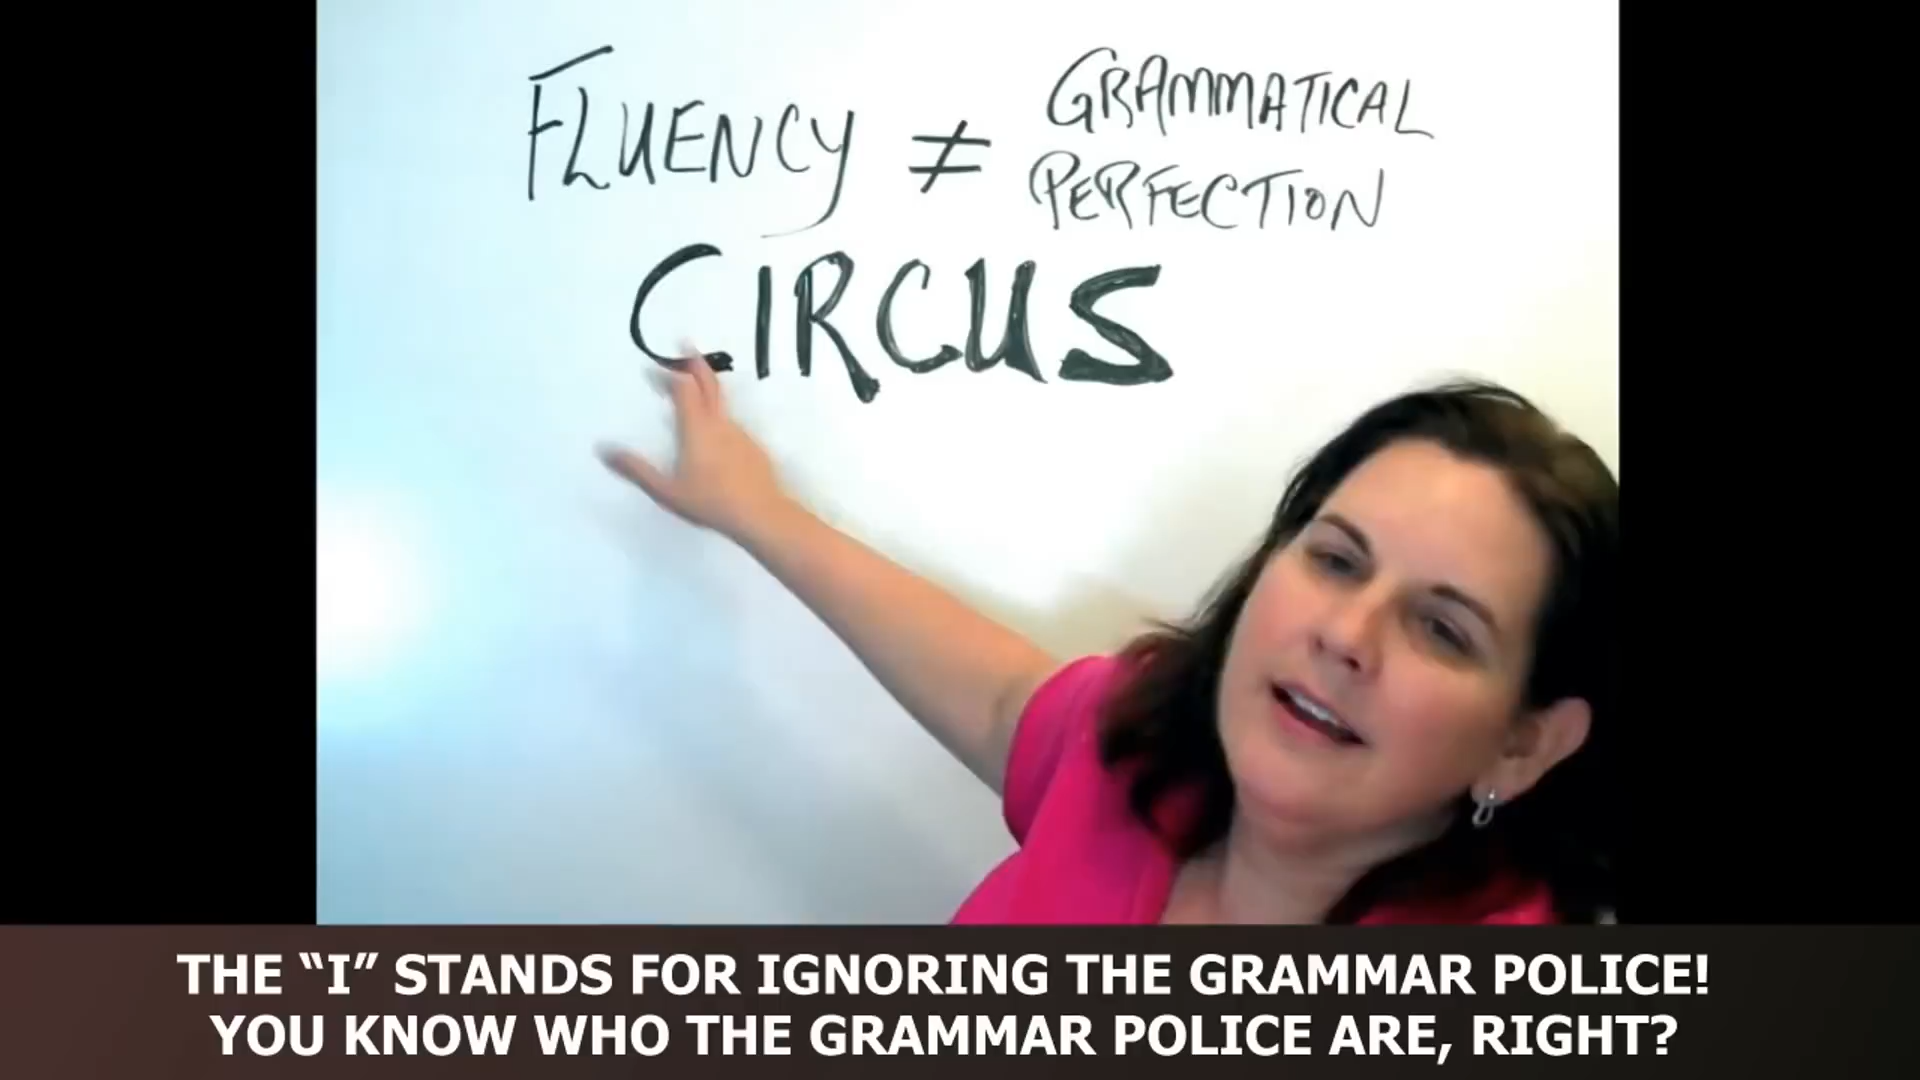 FLUENCY ≠ GRAMMATICAL
PERFECTION
CIRCUS
THE “I” STANDS FOR IGNORING THE GRAMMAR POLICE!
YOU KNOW WHO THE GRAMMAR POLICE ARE, RIGHT?